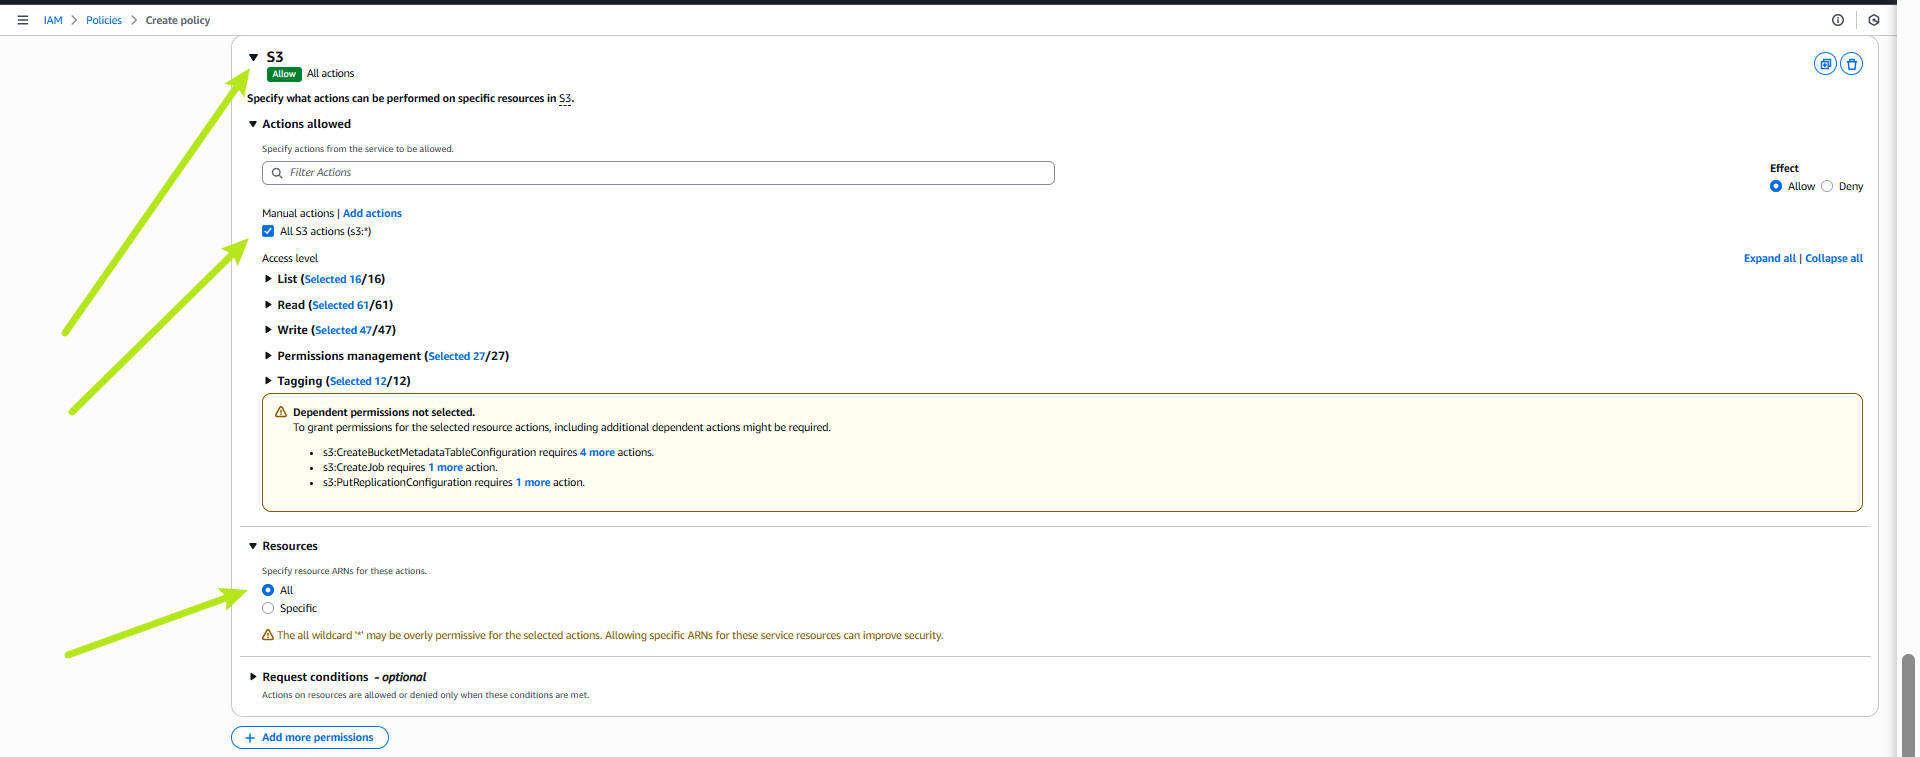 IAM > Policies > Create policy
S3
Allow All actions
Specify what actions can be performed on specific resources in S3.
Actions allowed
Specify actions from the service to be allowed.
Filter Actions
Effect
Allow Deny
Manual actions | Add actions
All S3 actions (s3:*)
Access level
Expand all | Collapse all
List (Selected 16/16)
Read (Selected 61/61)
Write (Selected 47/47)
Permissions management (Selected 27/27)
Tagging (Selected 12/12)
Dependent permissions not selected.
To grant permissions for the selected resource actions, including additional dependent actions might be required.
• s3:CreateBucketMetadataTableConfiguration requires 4 more actions.
• s3:CreateJob requires 1 more action.
• s3:PutReplicationConfiguration requires 1 more action.
Resources
Specify resource ARNs for these actions.
All
Specific
The all wildcard '*' may be overly permissive for the selected actions. Allowing specific ARNs for these service resources can improve security.
Request conditions - optional
Actions on resources are allowed or denied only when these conditions are met.
+ Add more permissions